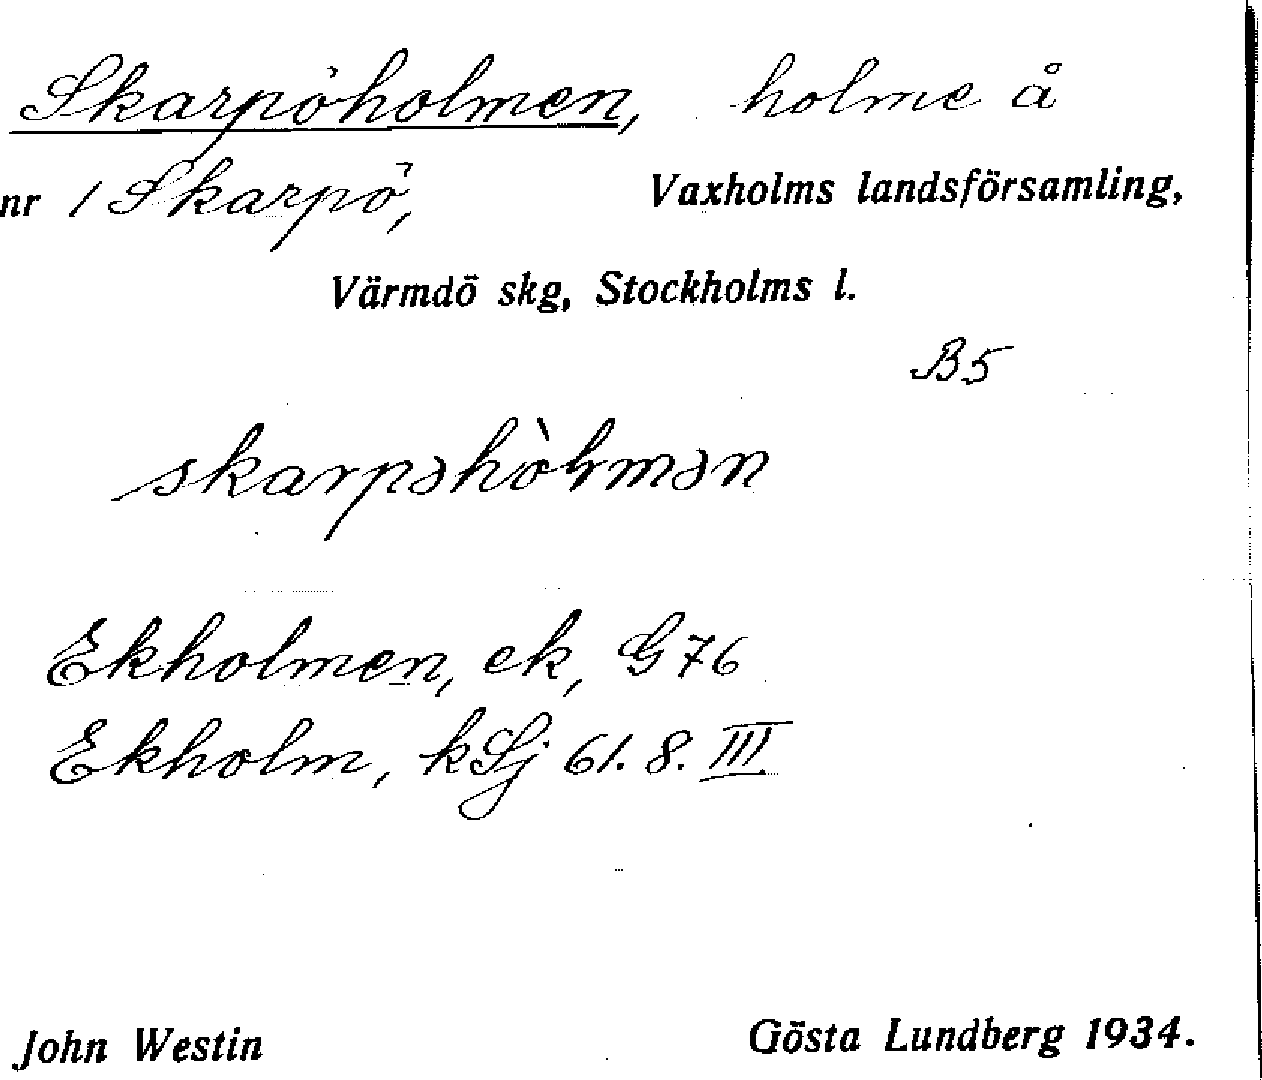 Skarpöholmen, holme å
nr 1 Skarpö, Vaxholms landsförsamling,
Värmdö skg, Stockholms l.
B5
skarpəhòlmən
Ekholmen, ek, G 76
Ekholm, kSj 61. 8. III
John Westin Gösta Lundberg 1934.